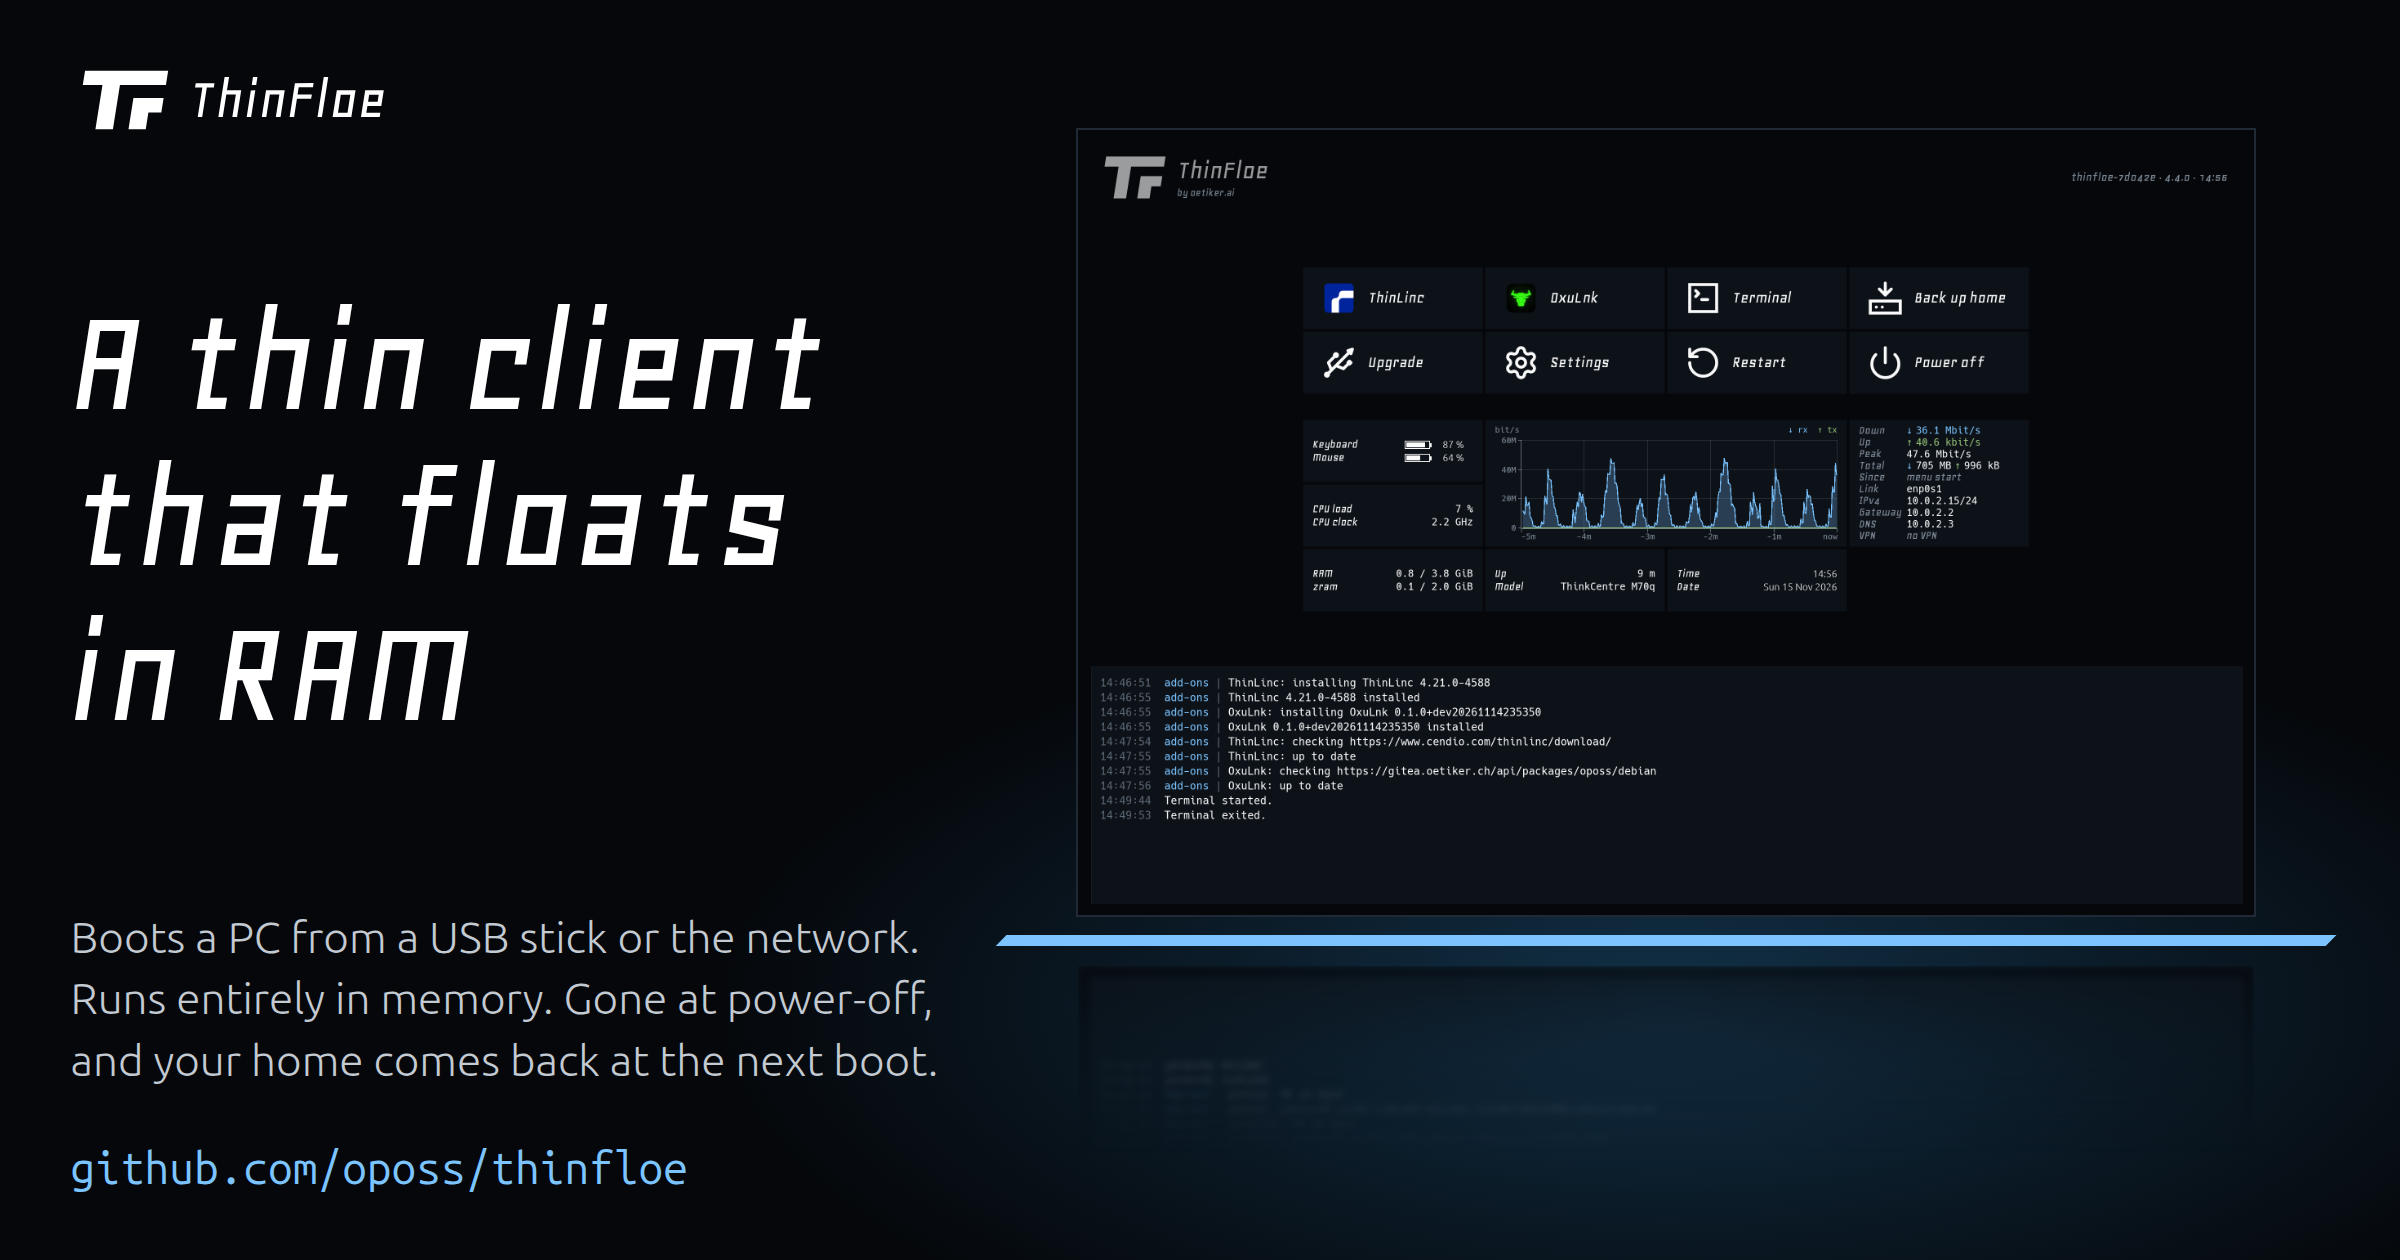 ThinFloe
A thin client
that floats
in RAM
Boots a PC from a USB stick or the network.
Runs entirely in memory. Gone at power-off,
and your home comes back at the next boot.
github.com/oposs/thinfloe
ThinFloe
by oetiker.ai
thinfloe-7d042e · 4.4.0 · 14:56
ThinLinc
OxuLnk
Terminal
Back up home
Upgrade
Settings
Restart
Power off
Keyboard 87 %
Mouse 64 %
CPU load 7 %
CPU clock 2.2 GHz
RAM 0.8 / 3.8 GiB
zram 0.1 / 2.0 GiB
bit/s ↓ rx ↑ tx
60M
40M
20M
0
-5m -4m -3m -2m -1m now
Up 9 m
Model ThinkCentre M70q
Time 14:56
Date Sun 15 Nov 2026
Down ↓ 36.1 Mbit/s
Up ↑ 40.6 kbit/s
Peak 47.6 Mbit/s
Total ↓ 705 MB ↑ 996 kB
Since menu start
Link enp0s1
IPv4 10.0.2.15/24
Gateway 10.0.2.2
DNS 10.0.2.3
VPN no VPN
14:46:51 add-ons | ThinLinc: installing ThinLinc 4.21.0-4588
14:46:55 add-ons | ThinLinc 4.21.0-4588 installed
14:46:55 add-ons | OxuLnk: installing OxuLnk 0.1.0+dev20261114235350
14:46:55 add-ons | OxuLnk 0.1.0+dev20261114235350 installed
14:47:54 add-ons | ThinLinc: checking https://www.cendio.com/thinlinc/download/
14:47:55 add-ons | ThinLinc: up to date
14:47:55 add-ons | OxuLnk: checking https://gitea.oetiker.ch/api/packages/oposs/debian
14:47:56 add-ons | OxuLnk: up to date
14:49:44 Terminal started.
14:49:53 Terminal exited.